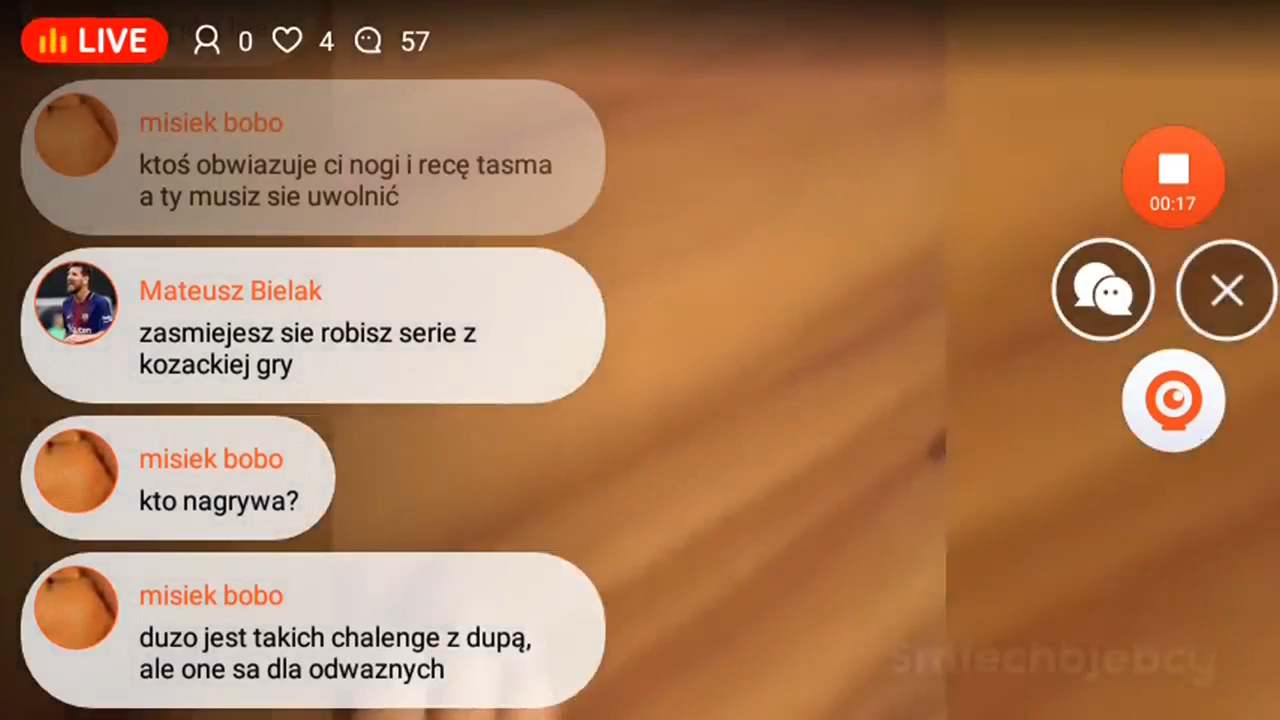 LIVE 0 4 57
misiek bobo
ktoś obwiazuje ci nogi i recę tasma
a ty musiz sie uwolnić
00:17
Mateusz Bielak
zasmiejesz sie robisz serie z
kozackiej gry
misiek bobo
kto nagrywa?
misiek bobo
duzo jest takich chalenge z dupą,
ale one sa dla odwaznych